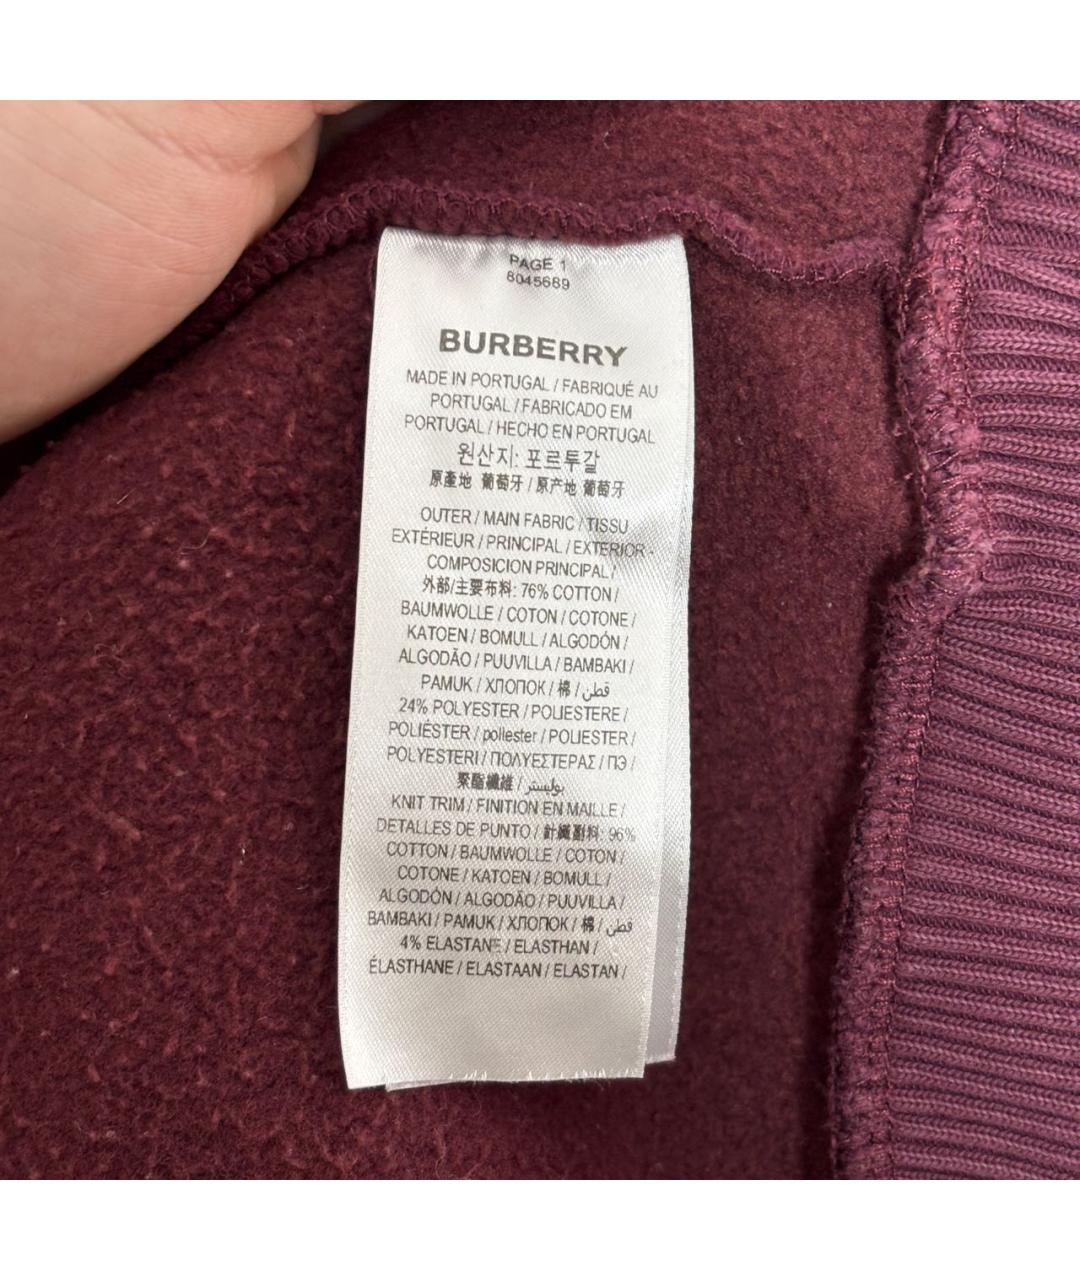 PAGE 1
8045689
BURBERRY
MADE IN PORTUGAL / FABRIQUÉ AU
PORTUGAL / FABRICADO EM
PORTUGAL / HECHO EN PORTUGAL
원산지: 포르투갈
原產地 葡萄牙 / 原产地 葡萄牙
OUTER / MAIN FABRIC / TISSU
EXTÉRIEUR / PRINCIPAL / EXTERIOR -
COMPOSICION PRINCIPAL /
外部/主要布料: 76% COTTON /
BAUMWOLLE / COTON / COTONE /
KATOEN / BOMULL / ALGODÓN /
ALGODÃO / PUUVILLA / BAMBAKI /
PAMUK / ХЛОПОК / 棉 / قطن
24% POLYESTER / POLIESTERE /
POLIÉSTER / poliester / POLIESTER /
POLYESTERI / ΠΟΛΥΕΣΤΕΡΑΣ / ПЭ /
聚酯纖維 / بوليستر
KNIT TRIM / FINITION EN MAILLE /
DETALLES DE PUNTO / 針織副料: 96%
COTTON / BAUMWOLLE / COTON /
COTONE / KATOEN / BOMULL /
ALGODÓN / ALGODÃO / PUUVILLA /
BAMBAKI / PAMUK / ХЛОПОК / 棉 / قطن
4% ELASTANE / ELASTHAN /
ÉLASTHANE / ELASTAAN / ELASTAN /